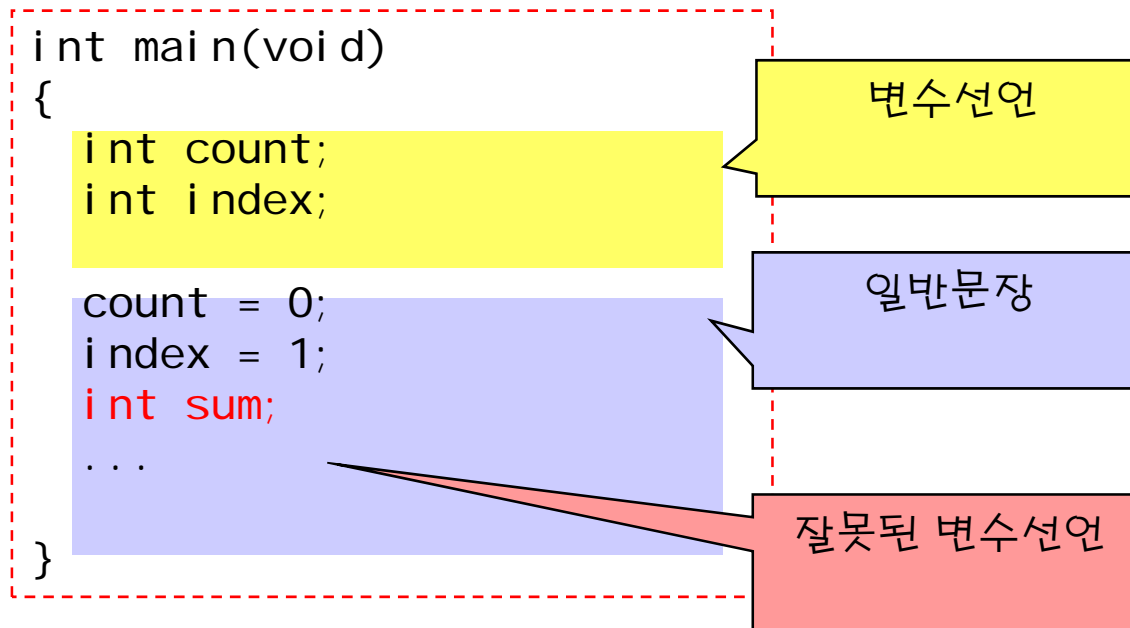 int main(void)
{
int count;
int index;
count = 0;
index = 1;
int sum;
...
}
변수선언
일반문장
잘못된 변수선언